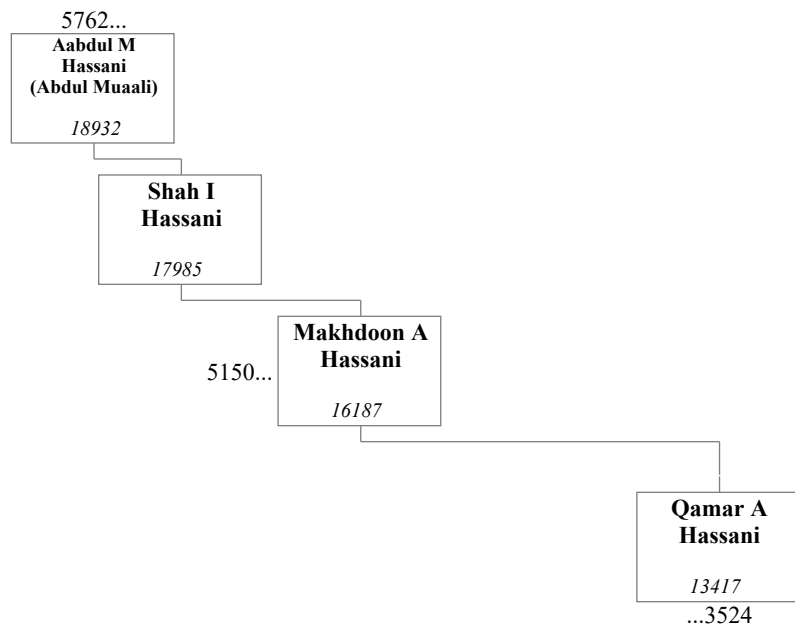 5762...
Aabdul M
Hassani
(Abdul Muaali)
18932
Shah I
Hassani
17985
Makhdoon A
Hassani
5150...
16187
Qamar A
Hassani
13417
...3524